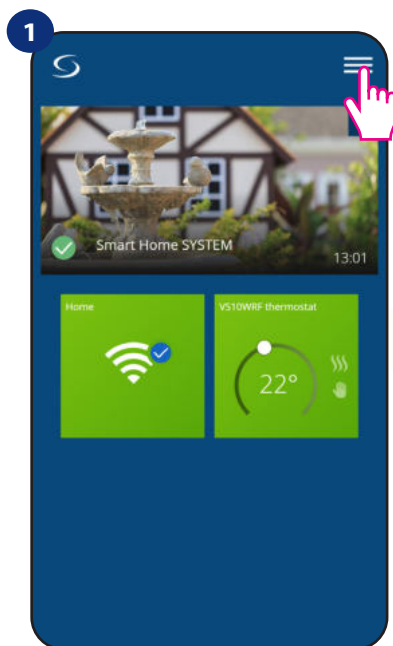 1
Smart Home SYSTEM
13:01
Home
VS10WRF thermostat
22°